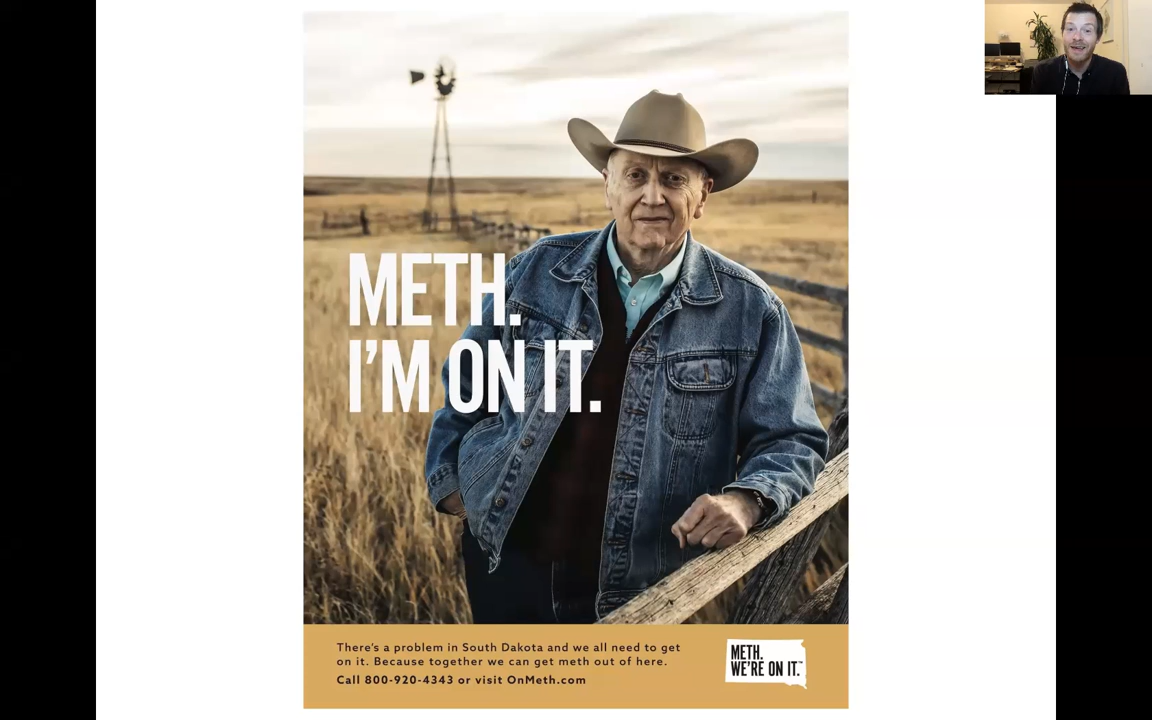 METH.
I'M ON IT.
There's a problem in South Dakota and we all need to get
on it. Because together we can get meth out of here.
Call 800-920-4343 or visit OnMeth.com
METH.
WE'RE ON IT.™